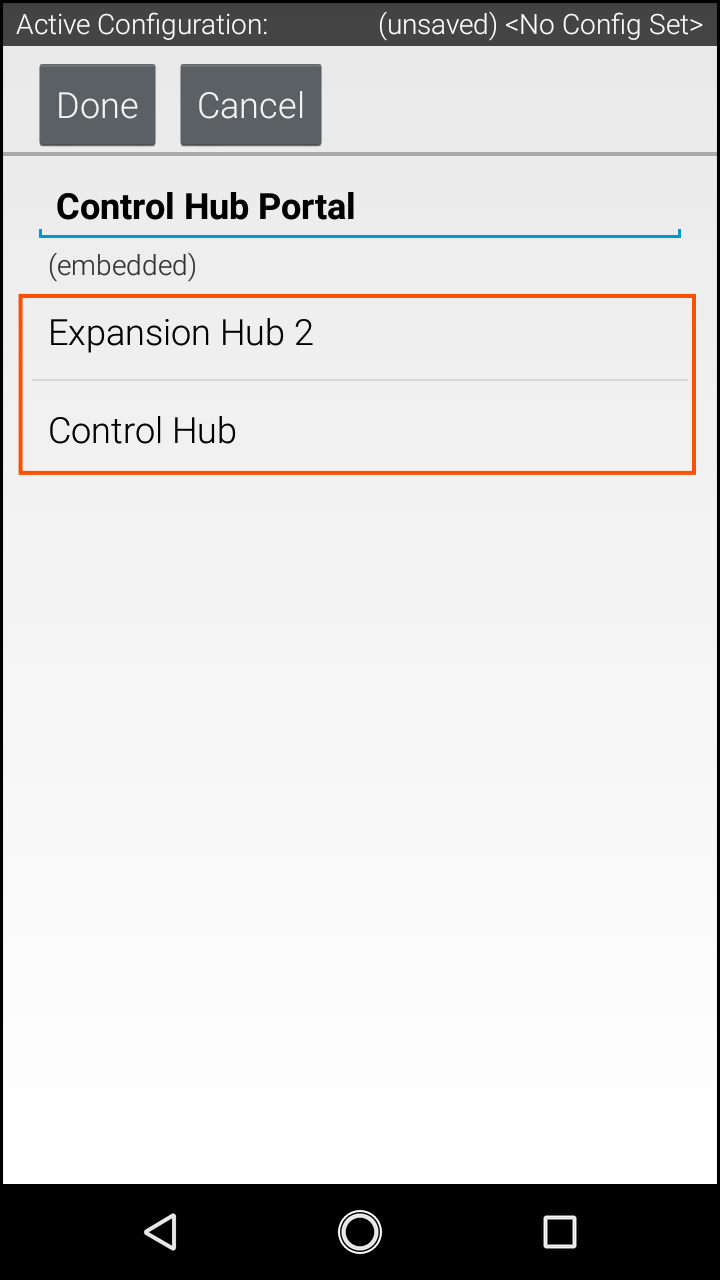 Active Configuration: (unsaved) <No Config Set>
Done Cancel
Control Hub Portal
(embedded)
Expansion Hub 2
Control Hub